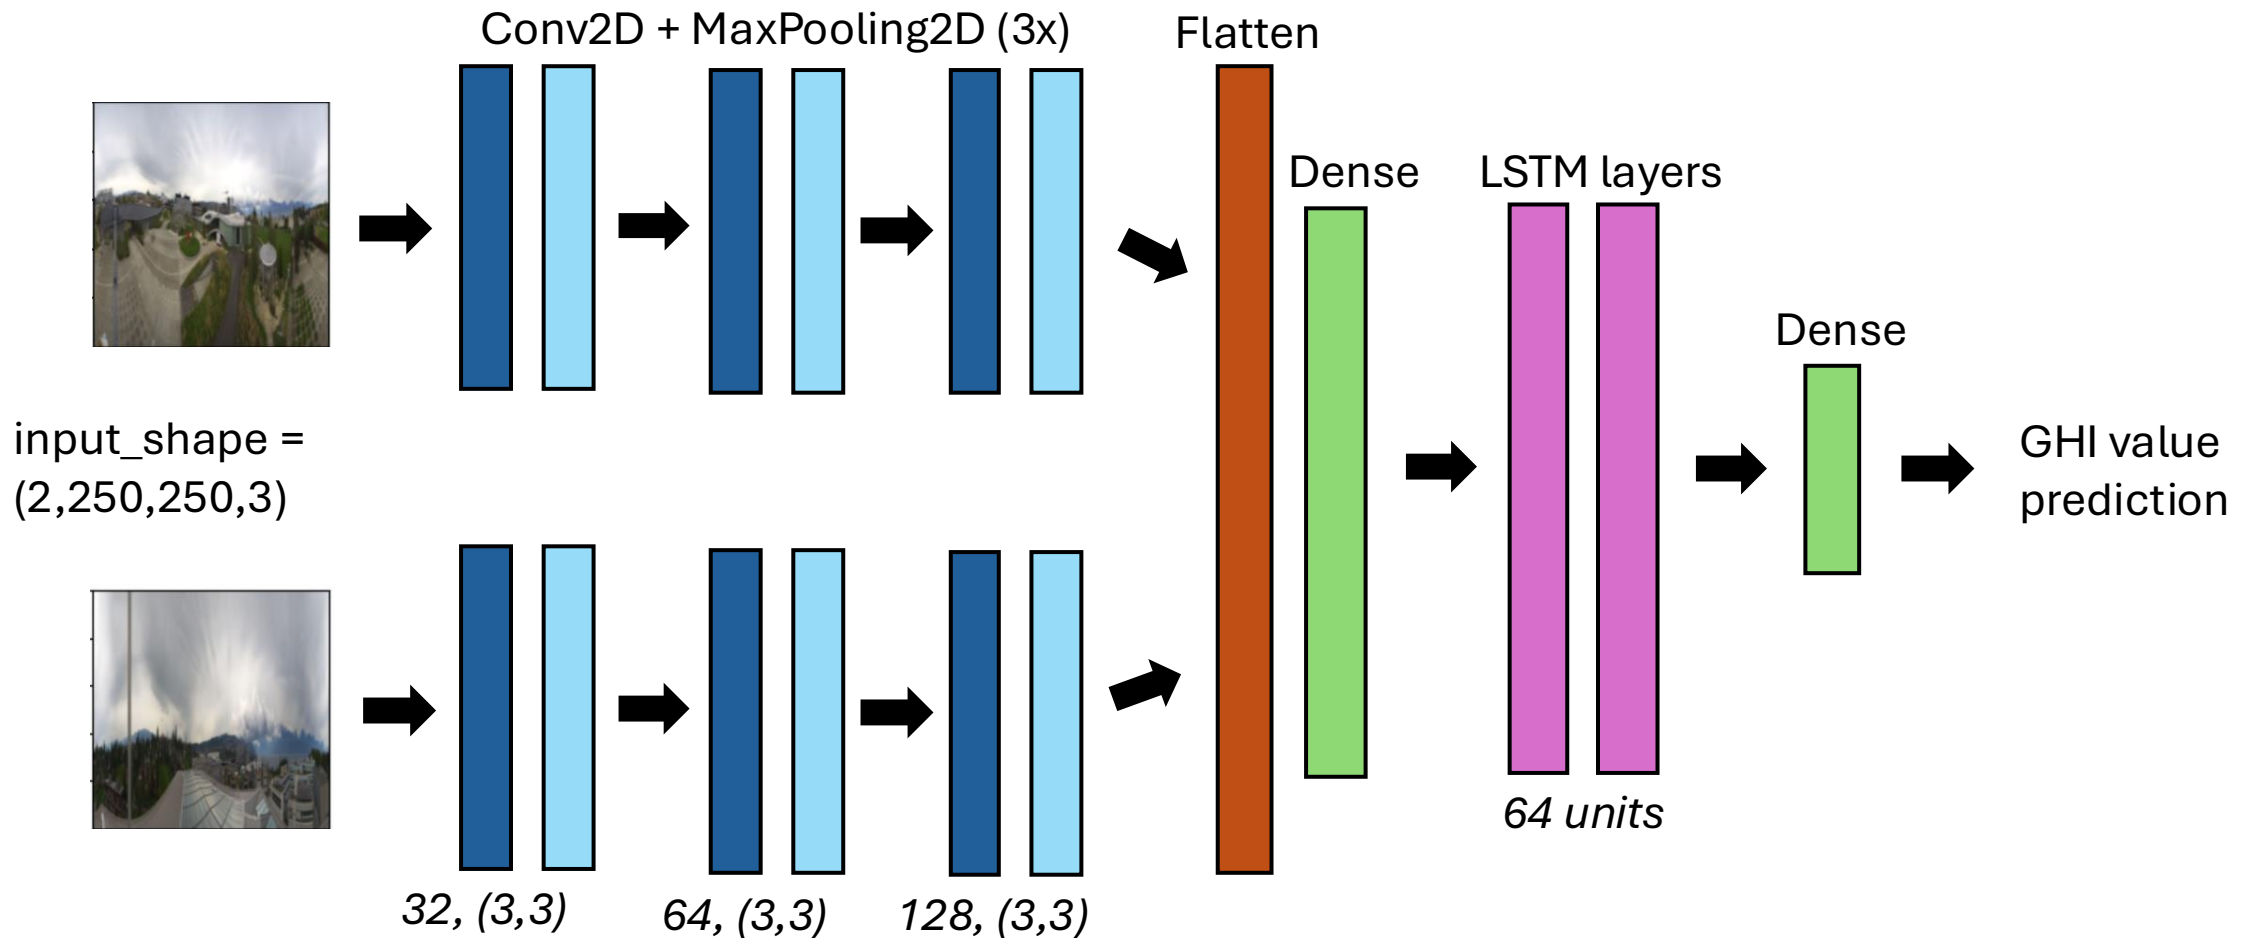 Conv2D + MaxPooling2D (3x)
Flatten
Dense
LSTM layers
Dense
input_shape =
(2,250,250,3)
GHI value
prediction
64 units
32, (3,3)
64, (3,3)
128, (3,3)